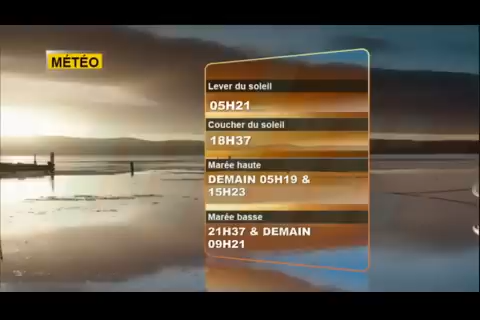 MÉTÉO
Lever du soleil
05H21
Coucher du soleil
18H37
Marée haute
DEMAIN 05H19 &
15H23
Marée basse
21H37 & DEMAIN
09H21